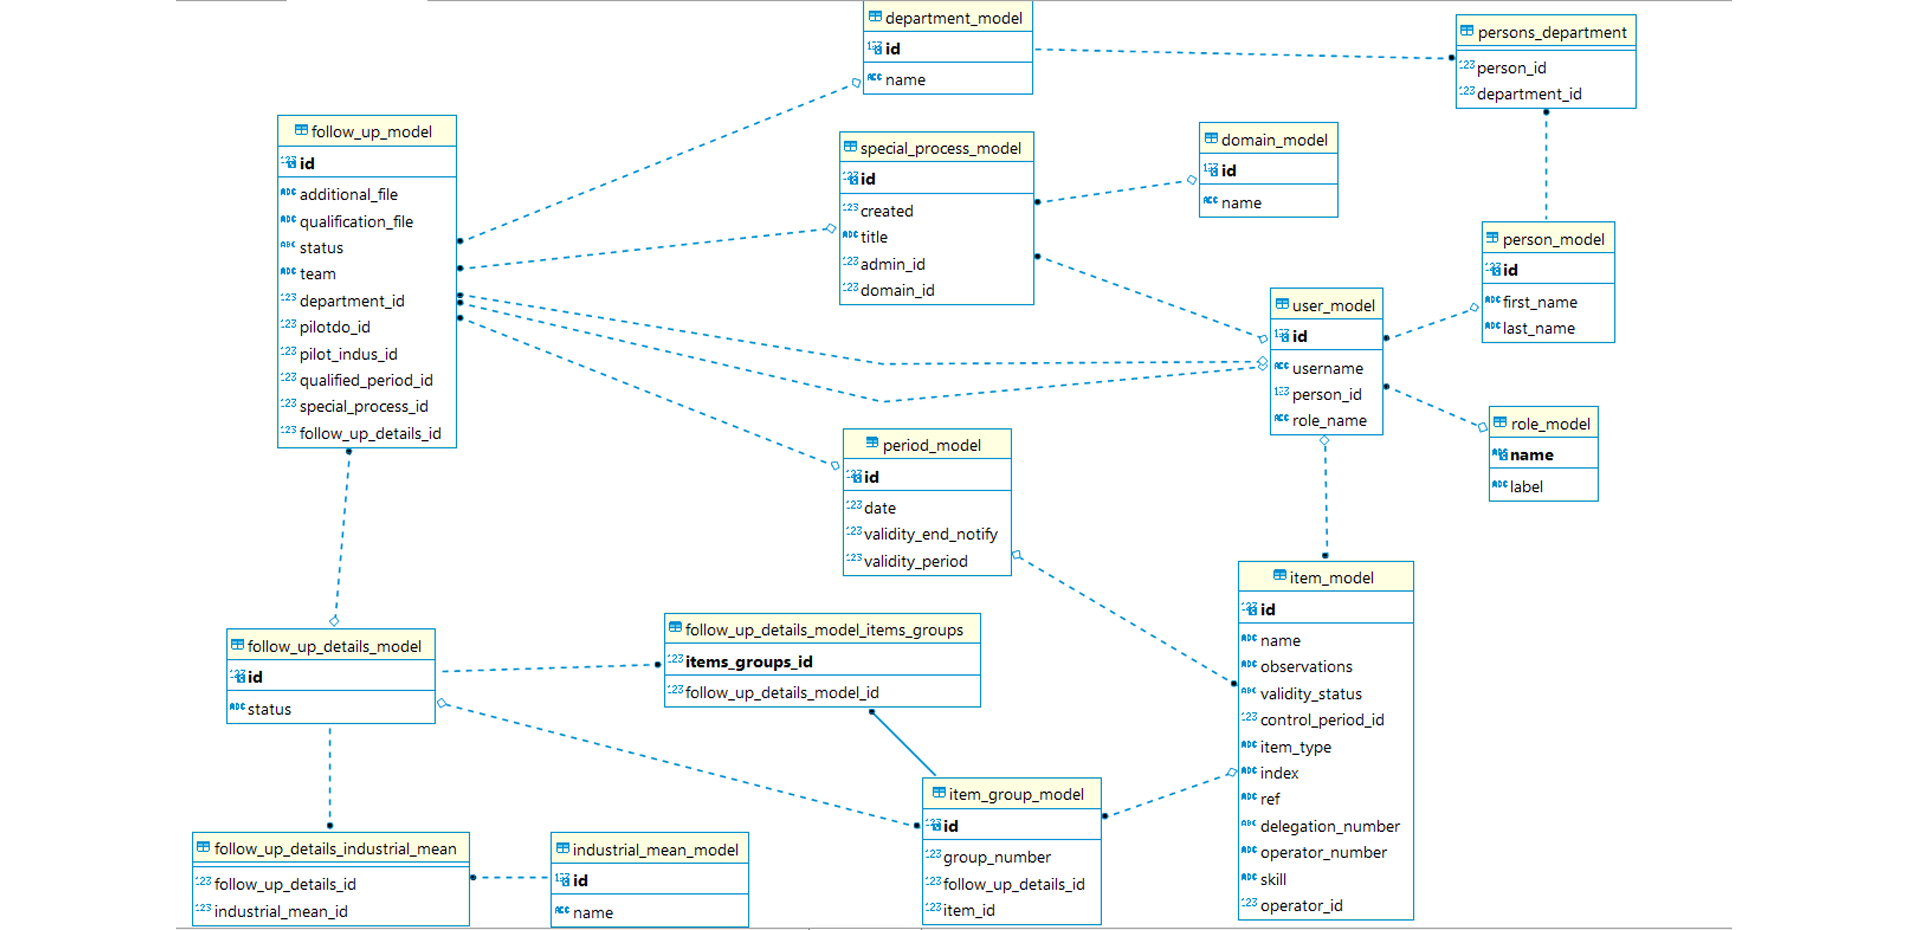 department_model
id
name
persons_department
person_id
department_id
follow_up_model
id
additional_file
qualification_file
status
team
department_id
pilotdo_id
pilot_indus_id
qualified_period_id
special_process_id
follow_up_details_id
special_process_model
id
created
title
admin_id
domain_id
domain_model
id
name
person_model
id
first_name
last_name
user_model
id
username
person_id
role_name
role_model
name
label
period_model
id
date
validity_end_notify
validity_period
item_model
id
name
observations
validity_status
control_period_id
item_type
index
ref
delegation_number
operator_number
skill
operator_id
follow_up_details_model
id
status
follow_up_details_model_items_groups
items_groups_id
follow_up_details_model_id
item_group_model
id
group_number
follow_up_details_id
item_id
follow_up_details_industrial_mean
follow_up_details_id
industrial_mean_id
industrial_mean_model
id
name